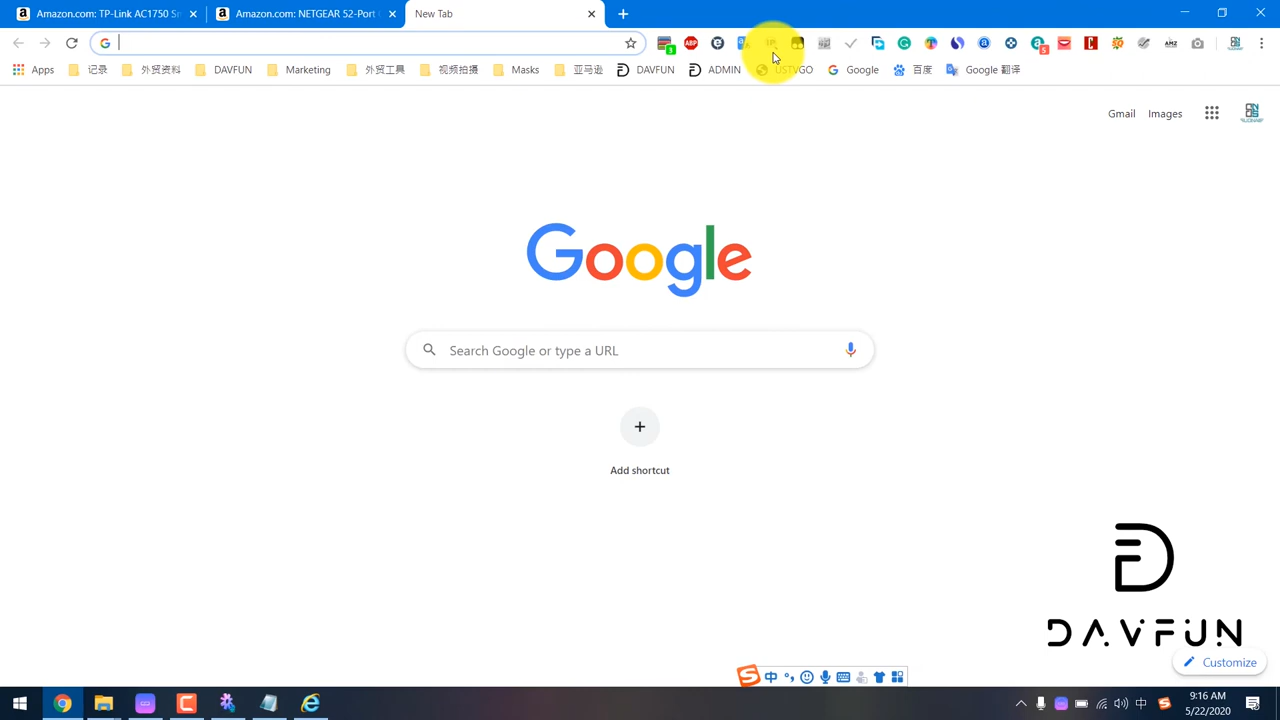 Amazon.com: TP-Link AC1750 Sm
Amazon.com: NETGEAR 52-Port
New Tab
Apps
记录
外贸资料
DAVFUN
Marketing
外贸工具
视频拍摄
Masks
亚马逊
DAVFUN
ADMIN
USTVGO
Google
百度
Google 翻译
Gmail
Images
Google
Search Google or type a URL
Add shortcut
DAVFUN
Customize
中
中
9:16 AM
5/22/2020